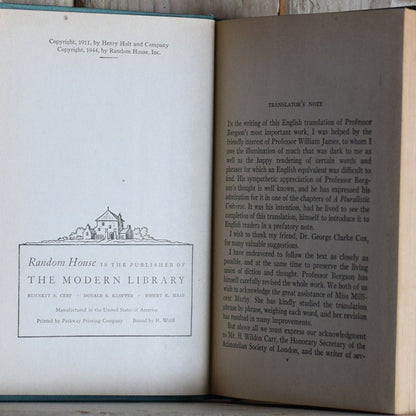 Copyright, 1911, by Henry Holt and Company
Copyright, 1944, by Random House, Inc.
Random House IS THE PUBLISHER OF
THE MODERN LIBRARY
BENNETT A. CERF · DONALD S. KLOPFER · ROBERT K. HAAS
Manufactured in the United States of America
Printed by Parkway Printing Company Bound by H. Wolff
TRANSLATOR'S NOTE
In the writing of this English translation of Professor
Bergson's most important work, I was helped by the
friendly interest of Professor William James, to whom I
owe the illumination of much that was dark to me as
well as the happy rendering of certain words and
phrases for which an English equivalent was difficult to
find. His sympathetic appreciation of Professor Berg-
son's thought is well known, and he has expressed his
admiration for it in one of the chapters of A Pluralistic
Universe. It was his intention, had he lived to see the
completion of this translation, himself to introduce it to
English readers in a prefatory note.
I wish to thank my friend, Dr. George Clarke Cox,
for many valuable suggestions.
I have endeavored to follow the text as closely as
possible, and at the same time to preserve the living
union of diction and thought. Professor Bergson has
himself carefully revised the whole work. We both of us
wish to acknowledge the great assistance of Miss Milli-
cent Murby. She has kindly studied the translation
phrase by phrase, weighing each word, and her revision
has resulted in many improvements.
But above all we must express our acknowledgment
to Mr. H. Wildon Carr, the Honorary Secretary of the
Aristotelian Society of London, and the writer of sev-
v